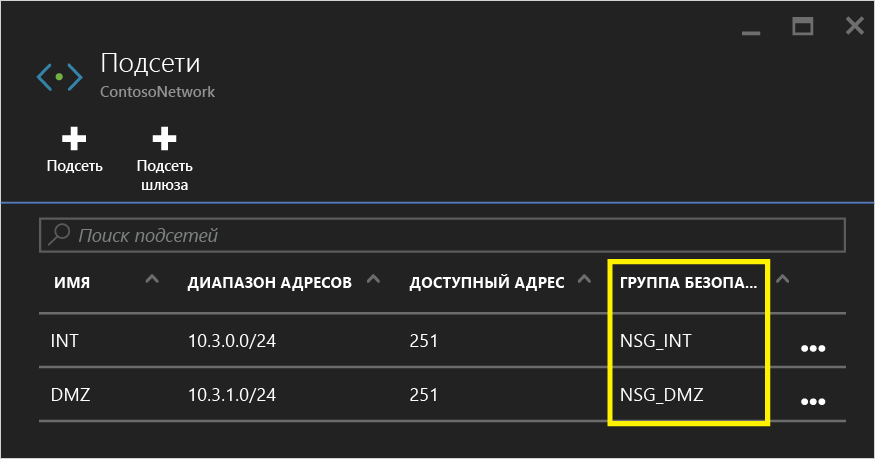 Подсети
ContosoNetwork
Подсеть
Подсеть
шлюза
Поиск подсетей
ИМЯ ДИАПАЗОН АДРЕСОВ ДОСТУПНЫЙ АДРЕС ГРУППА БЕЗОПА...
INT 10.3.0.0/24 251 NSG_INT
DMZ 10.3.1.0/24 251 NSG_DMZ